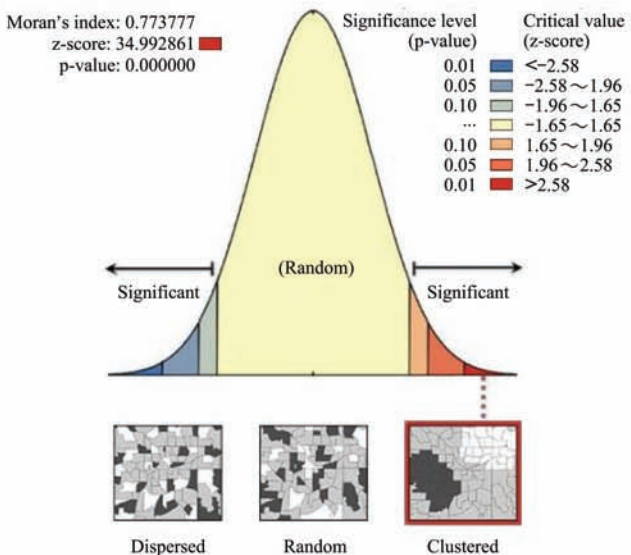 Moran's index: 0.773777
z-score: 34.992861
p-value: 0.000000
Significance level
(p-value)
Critical value
(z-score)
0.01 <−2.58
0.05 −2.58～1.96
0.10 −1.96～1.65
... −1.65～1.65
0.10 1.65～1.96
0.05 1.96～2.58
0.01 >2.58
(Random)
Significant
Significant
Dispersed
Random
Clustered